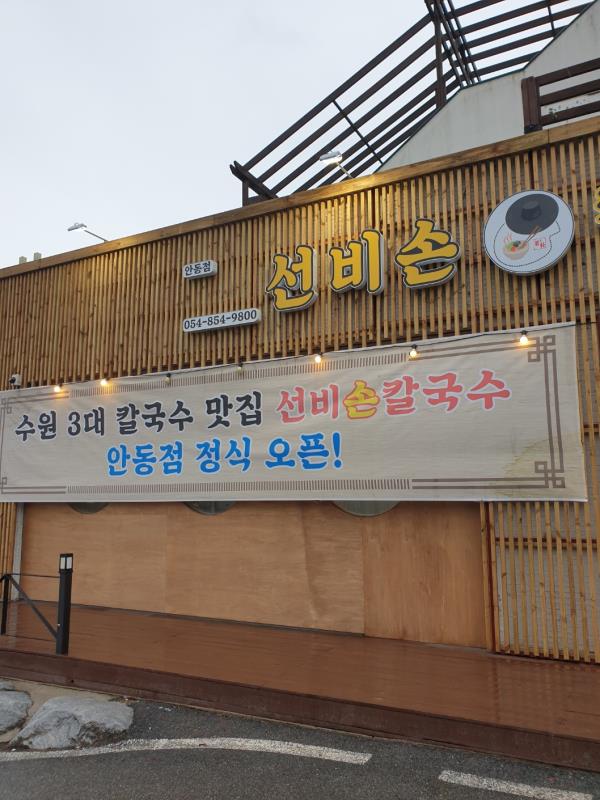 안동점
054-854-9800
선비손
수원 3대 칼국수 맛집 선비손칼국수
안동점 정식 오픈!